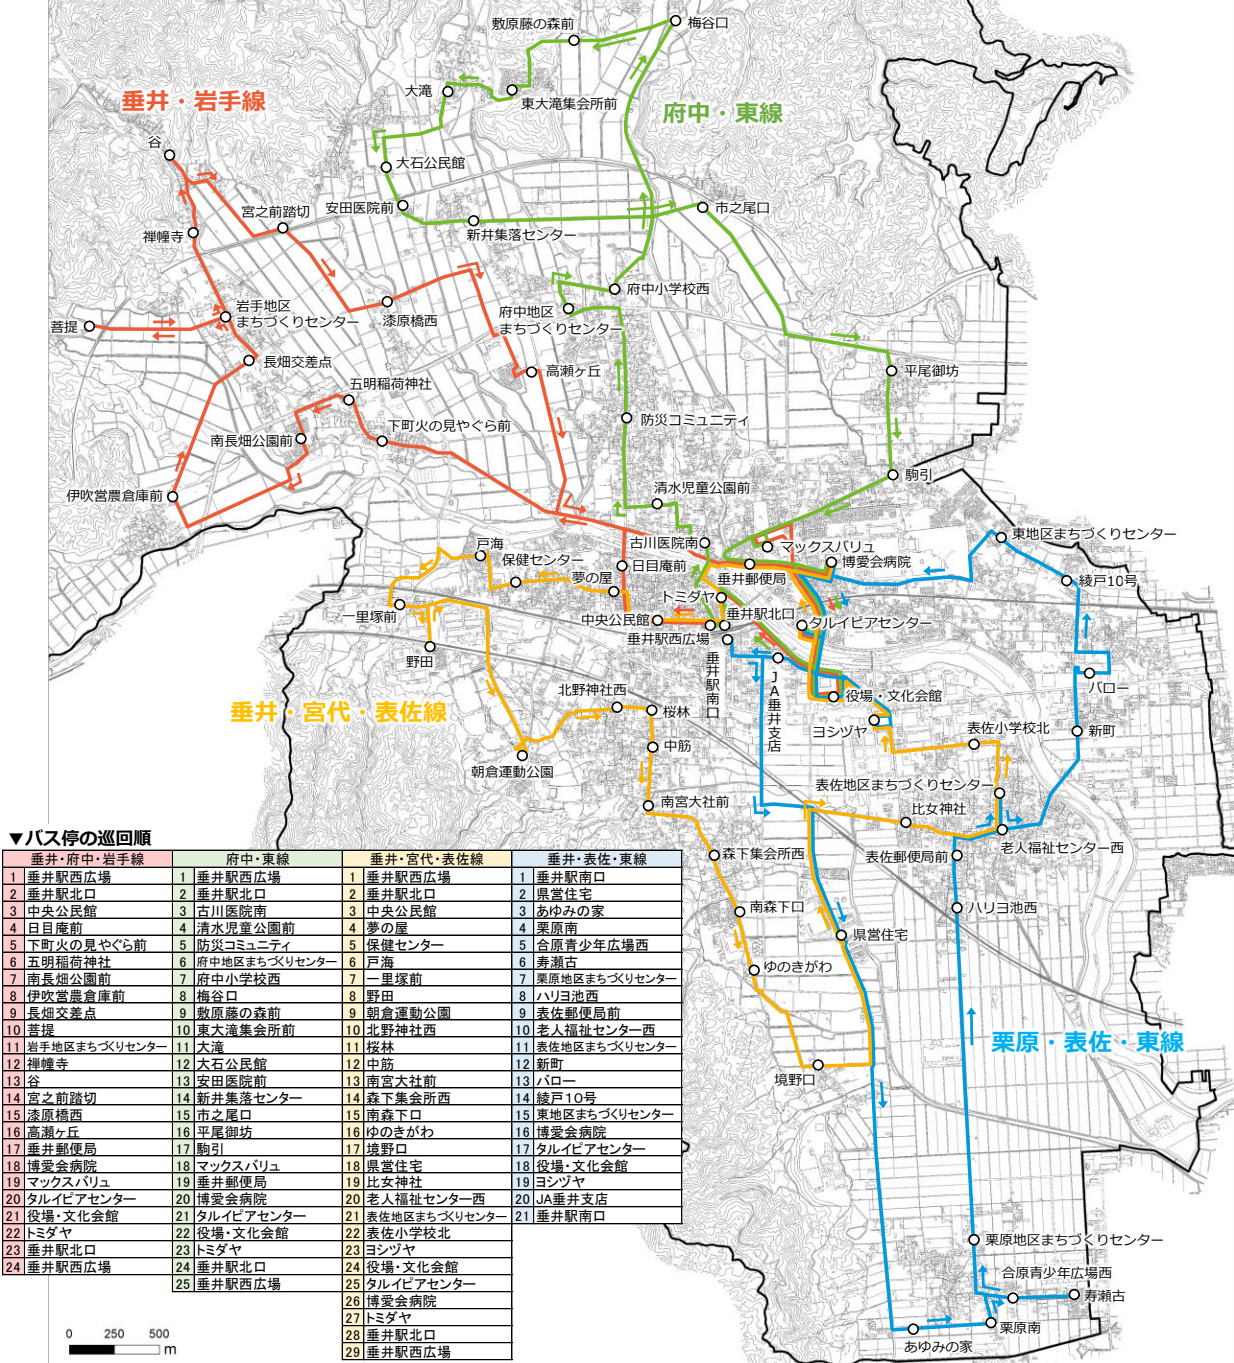 敷原藤の森前
梅谷口
大滝
東大滝集会所前
垂井・岩手線
府中・東線
谷
大石公民館
宮之前踏切
安田医院前
市之尾口
禅幢寺
新井集落センター
府中小学校西
岩手地区
まちづくりセンター
漆原橋西
府中地区
まちづくりセンター
菩提
長畑交差点
高瀬ヶ丘
平尾御坊
五明稲荷神社
下町火の見やぐら前
防災コミュニティ
南長畑公園前
駒引
伊吹営農倉庫前
清水児童公園前
東地区まちづくりセンター
戸海
古川医院南
マックスバリュ
保健センター
日目庵前
博愛会病院
夢の屋
垂井郵便局
綾戸10号
一里塚前
トミダヤ
中央公民館
垂井駅北口
タルイピアセンター
垂井駅西広場
野田
垂井駅南口
JA垂井支店
バロー
垂井・宮代・表佐線
北野神社西
桜林
役場・文化会館
ヨシヅヤ
表佐小学校北
新町
中筋
朝倉運動公園
表佐地区まちづくりセンター
南宮大社前
比女神社
老人福祉センター西
森下集会所西
表佐郵便局前
南森下口
ハリヨ池西
県営住宅
ゆのきがわ
栗原・表佐・東線
境野口
栗原地区まちづくりセンター
合原青少年広場西
寿瀬古
栗原南
あゆみの家
▼バス停の巡回順
垂井・府中・岩手線 府中・東線 垂井・宮代・表佐線 垂井・表佐・東線
1 垂井駅西広場 1 垂井駅西広場 1 垂井駅西広場 1 垂井駅南口
2 垂井駅北口 2 垂井駅北口 2 垂井駅北口 2 県営住宅
3 中央公民館 3 古川医院南 3 中央公民館 3 あゆみの家
4 日目庵前 4 清水児童公園前 4 夢の屋 4 栗原南
5 下町火の見やぐら前 5 防災コミュニティ 5 保健センター 5 合原青少年広場西
6 五明稲荷神社 6 府中地区まちづくりセンター 6 戸海 6 寿瀬古
7 南長畑公園前 7 府中小学校西 7 一里塚前 7 栗原地区まちづくりセンター
8 伊吹営農倉庫前 8 梅谷口 8 野田 8 ハリヨ池西
9 長畑交差点 9 敷原藤の森前 9 朝倉運動公園 9 表佐郵便局前
10 菩提 10 東大滝集会所前 10 北野神社西 10 老人福祉センター西
11 岩手地区まちづくりセンター 11 大滝 11 桜林 11 表佐地区まちづくりセンター
12 禅幢寺 12 大石公民館 12 中筋 12 新町
13 谷 13 安田医院前 13 南宮大社前 13 バロー
14 宮之前踏切 14 新井集落センター 14 森下集会所西 14 綾戸10号
15 漆原橋西 15 市之尾口 15 南森下口 15 東地区まちづくりセンター
16 高瀬ヶ丘 16 平尾御坊 16 ゆのきがわ 16 博愛会病院
17 垂井郵便局 17 駒引 17 境野口 17 タルイピアセンター
18 博愛会病院 18 マックスバリュ 18 県営住宅 18 役場・文化会館
19 マックスバリュ 19 垂井郵便局 19 比女神社 19 ヨシヅヤ
20 タルイピアセンター 20 博愛会病院 20 老人福祉センター西 20 JA垂井支店
21 役場・文化会館 21 タルイピアセンター 21 表佐地区まちづくりセンター 21 垂井駅南口
22 トミダヤ 22 役場・文化会館 22 表佐小学校北
23 垂井駅北口 23 トミダヤ 23 ヨシヅヤ
24 垂井駅西広場 24 垂井駅北口 24 役場・文化会館
25 垂井駅西広場 25 タルイピアセンター
26 博愛会病院
27 トミダヤ
28 垂井駅北口
29 垂井駅西広場
0 250 500
m